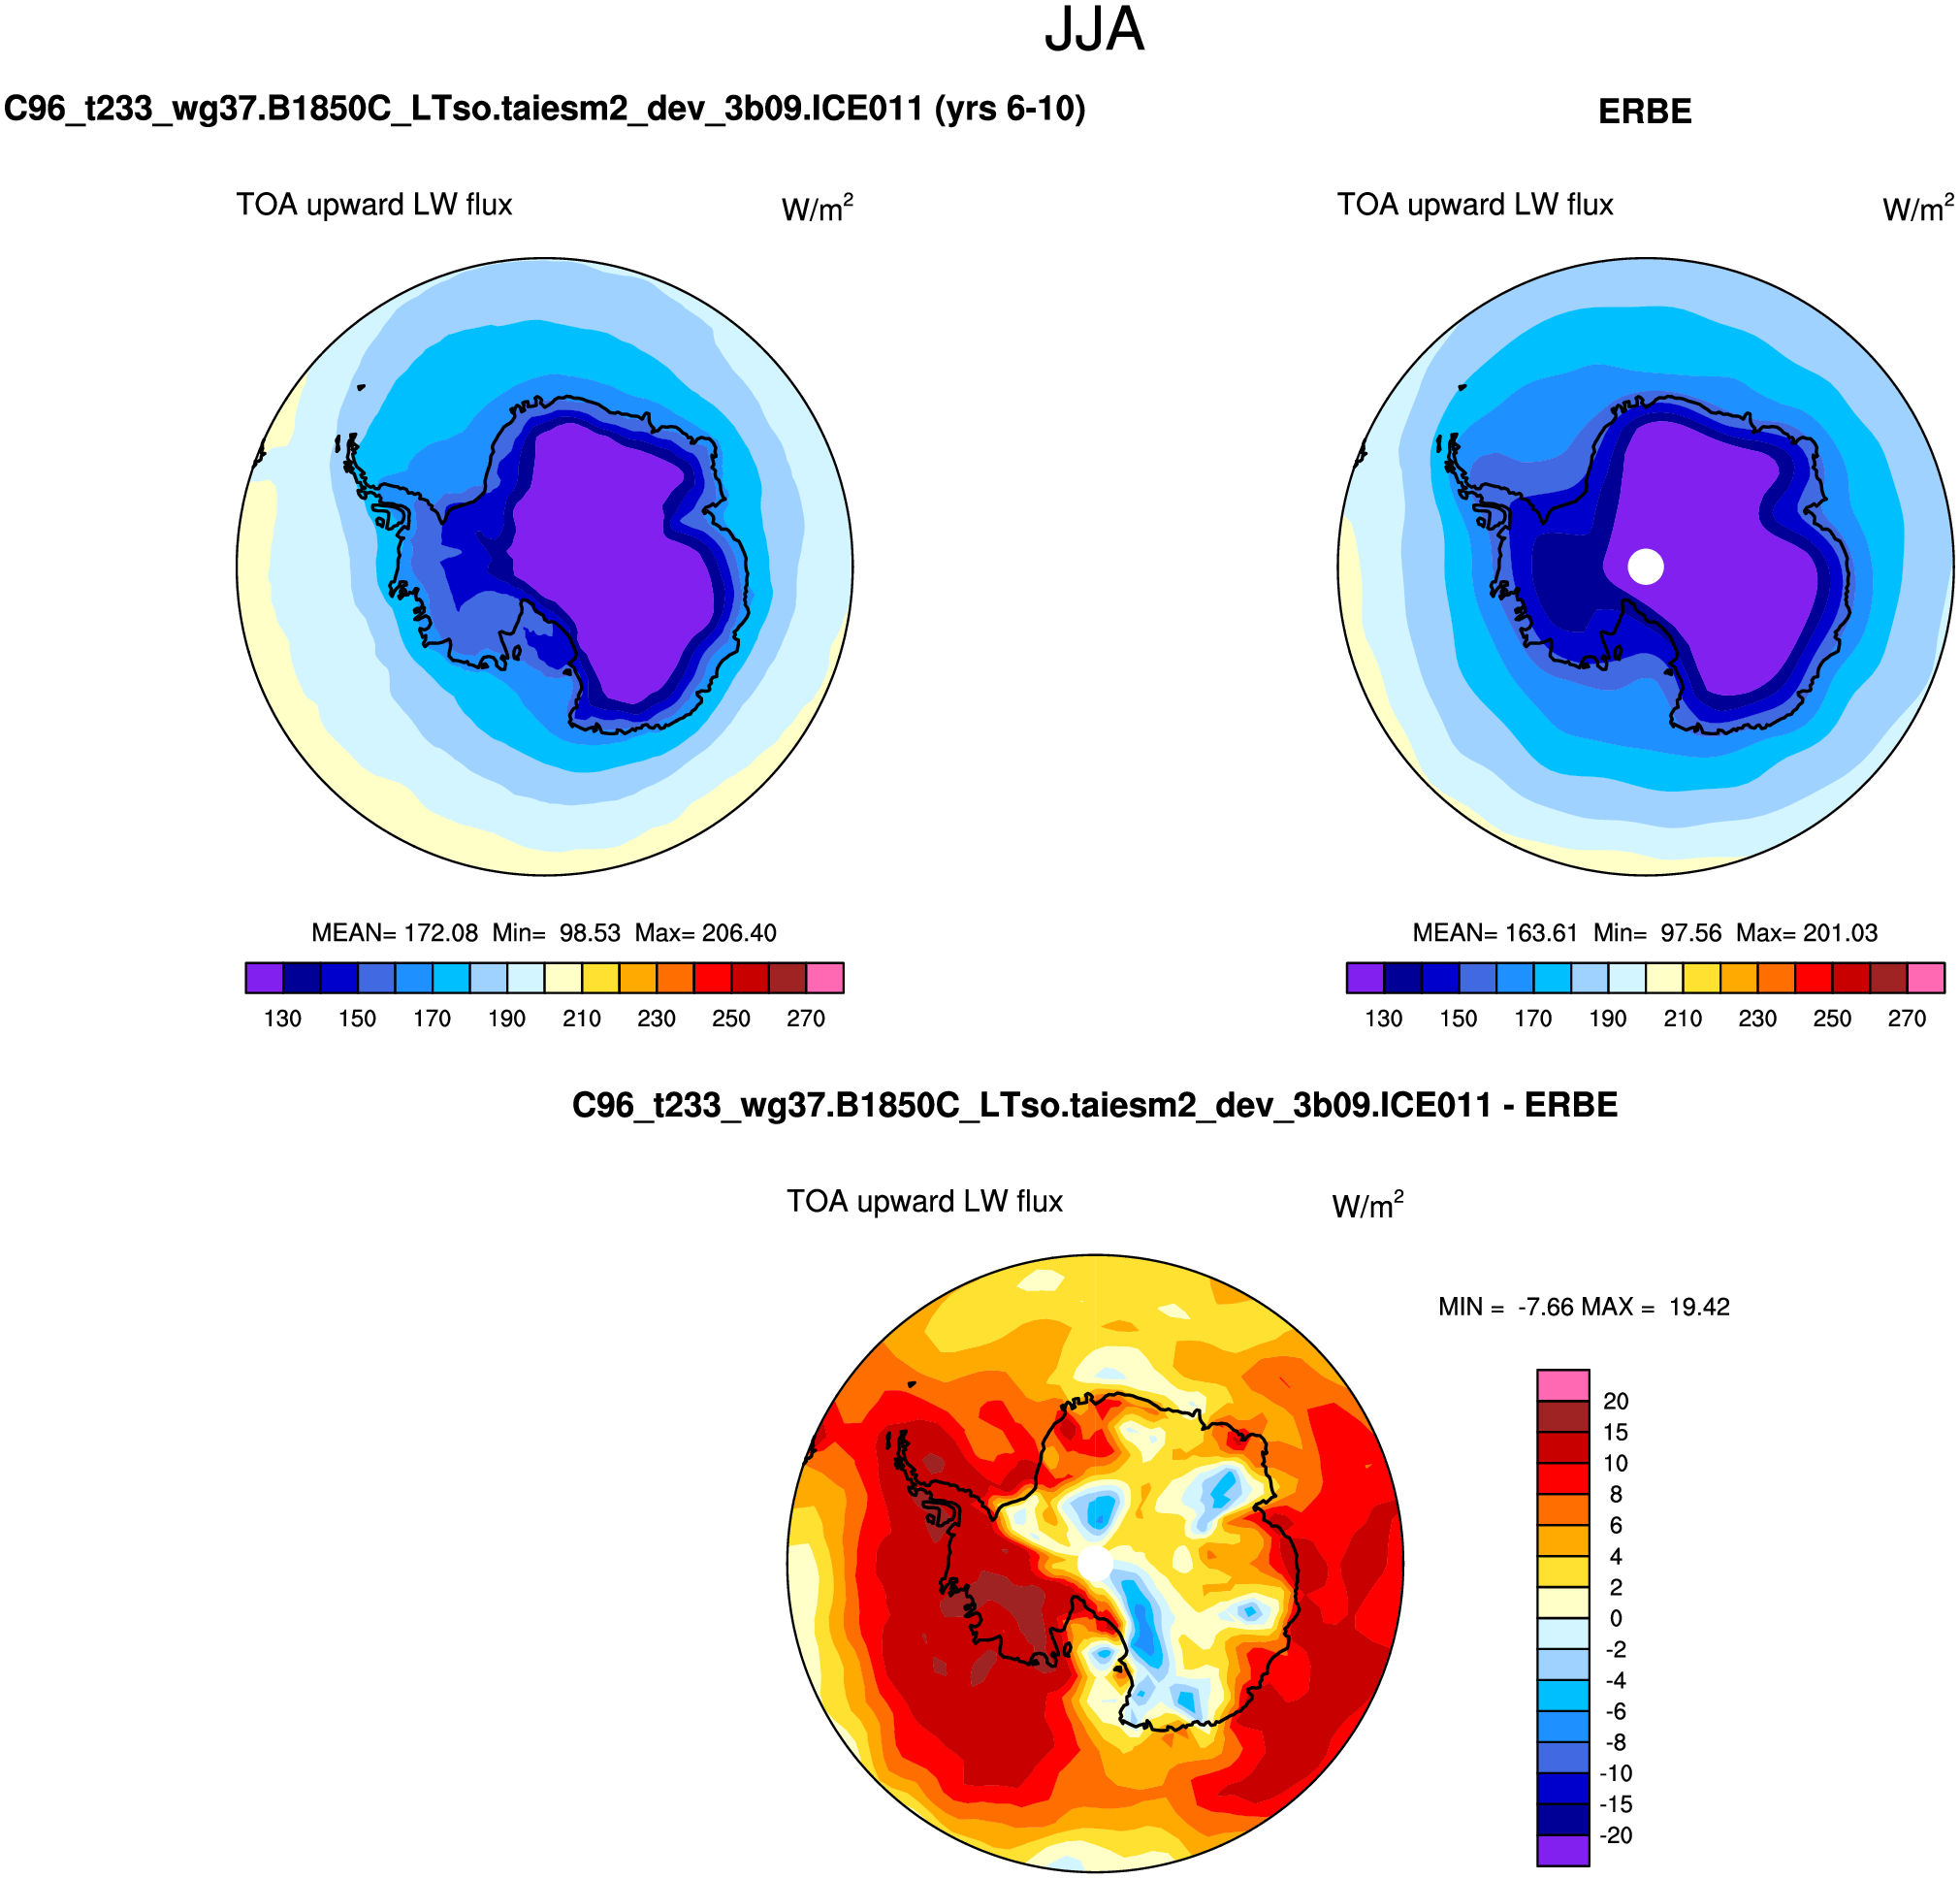 JJA
C96_t233_wg37.B1850C_LTso.taiesm2_dev_3b09.ICE011 (yrs 6-10)
ERBE
TOA upward LW flux W/m²
TOA upward LW flux W/m²
MEAN= 172.08 Min= 98.53 Max= 206.40
MEAN= 163.61 Min= 97.56 Max= 201.03
130 150 170 190 210 230 250 270
130 150 170 190 210 230 250 270
C96_t233_wg37.B1850C_LTso.taiesm2_dev_3b09.ICE011 - ERBE
TOA upward LW flux W/m²
MIN = -7.66 MAX = 19.42
20
15
10
8
6
4
2
0
-2
-4
-6
-8
-10
-15
-20